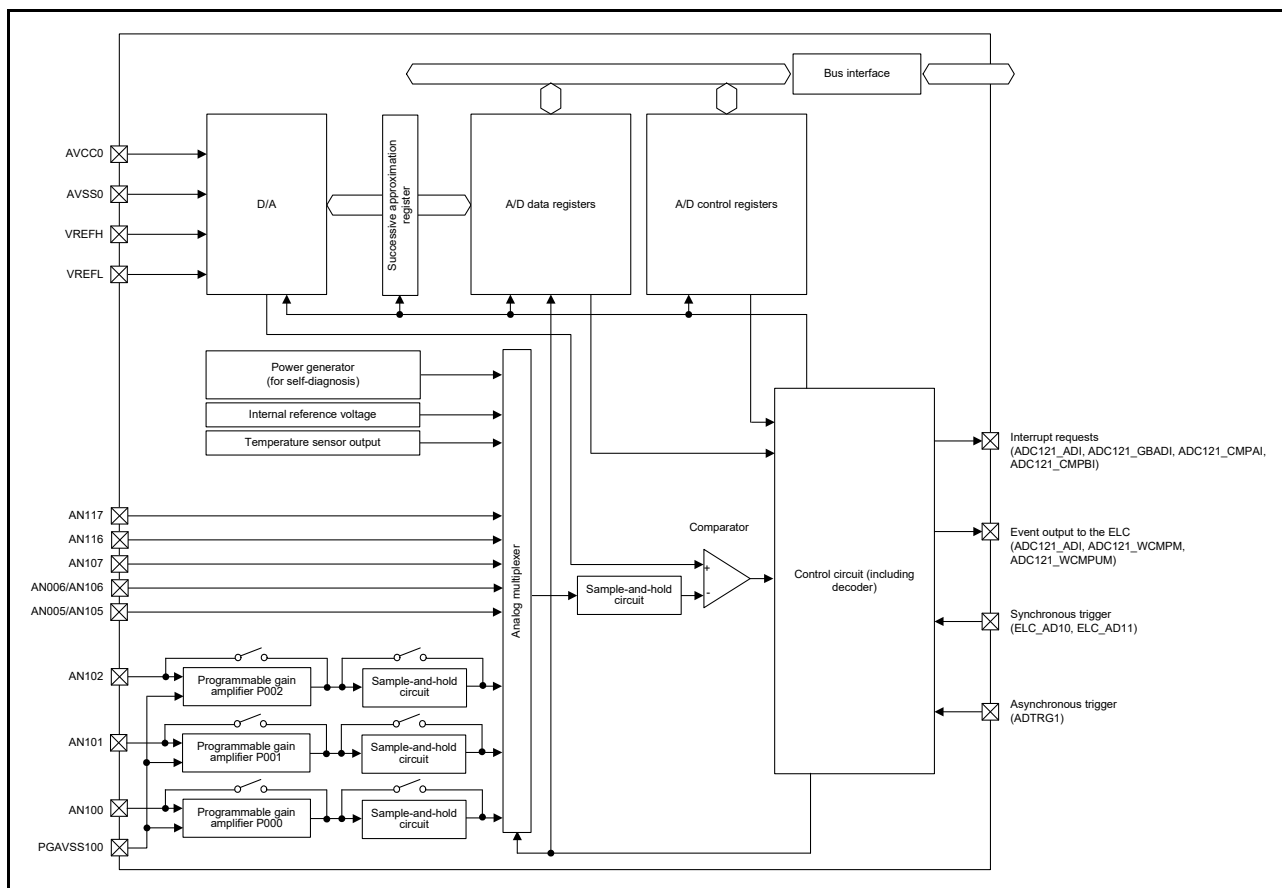 Bus interface
AVCC0
AVSS0
VREFH
VREFL
D/A
Successive approximation
register
A/D data registers
A/D control registers
Power generator
(for self-diagnosis)
Internal reference voltage
Temperature sensor output
AN117
AN116
AN107
AN006/AN106
AN005/AN105
AN102
AN101
AN100
PGAVSS100
Programmable gain
amplifier P002
Sample-and-hold
circuit
Programmable gain
amplifier P001
Sample-and-hold
circuit
Programmable gain
amplifier P000
Sample-and-hold
circuit
Analog multiplexer
Sample-and-hold
circuit
Comparator
+
-
Control circuit (including
decoder)
Interrupt requests
(ADC121_ADI, ADC121_GBADI, ADC121_CMPAI,
ADC121_CMPBI)
Event output to the ELC
(ADC121_ADI, ADC121_WCMPM,
ADC121_WCMPUM)
Synchronous trigger
(ELC_AD10, ELC_AD11)
Asynchronous trigger
(ADTRG1)